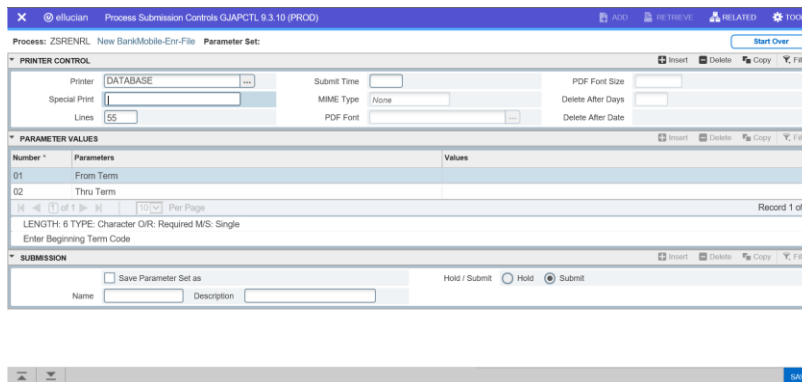 ellucian Process Submission Controls GJAPCTL 9.3.10 (PROD) ADD RETRIEVE RELATED
Process: ZSRENRL New BankMobile-Enr-File Parameter Set: Start Over
PRINTER CONTROL Insert Delete Copy
Printer DATABASE ... Submit Time PDF Font Size
Special Print MIME Type None Delete After Days
Lines 55 PDF Font ... Delete After Date
PARAMETER VALUES Insert Delete Copy
Number * Parameters Values
01 From Term
02 Thru Term
1 of 1 10 Per Page Record 1 of
LENGTH: 6 TYPE: Character O/R: Required M/S: Single
Enter Beginning Term Code
SUBMISSION Insert Delete Copy
Save Parameter Set as Hold / Submit Hold Submit
Name Description